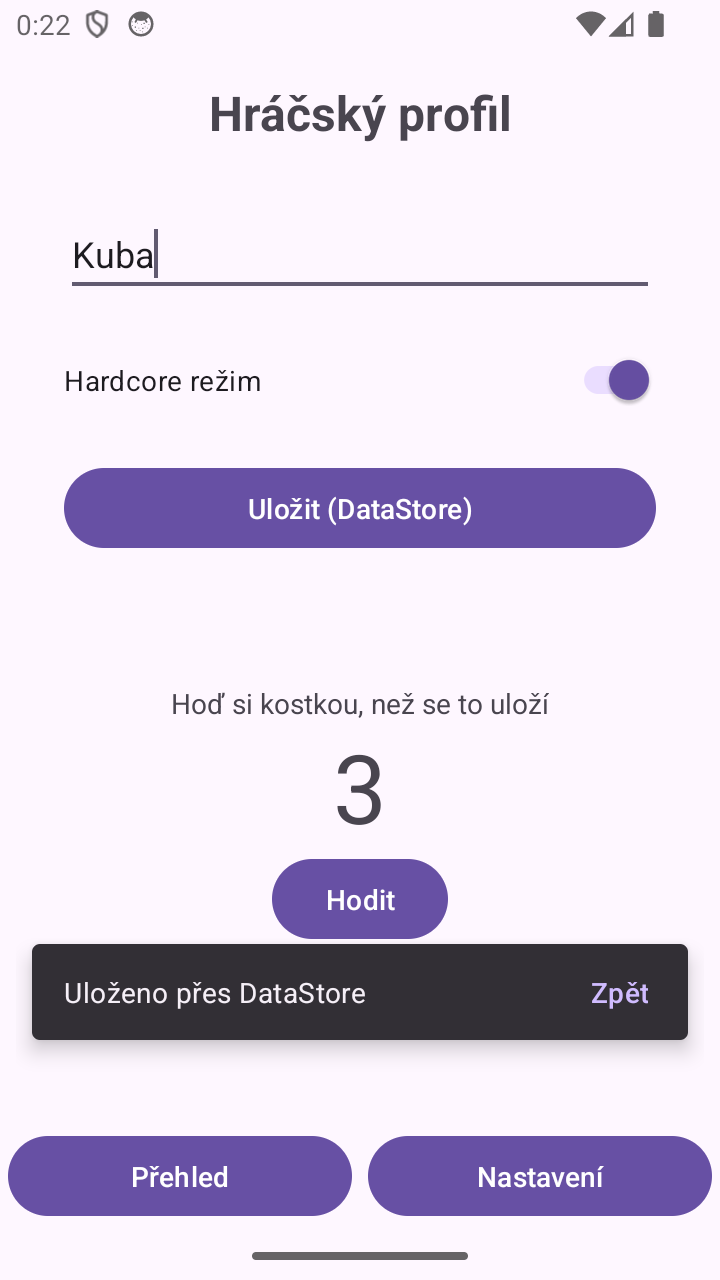 0:22
Hráčský profil
Kuba
Hardcore režim
Uložit (DataStore)
Hoď si kostkou, než se to uloží
3
Hodit
Uloženo přes DataStore Zpět
Přehled Nastavení